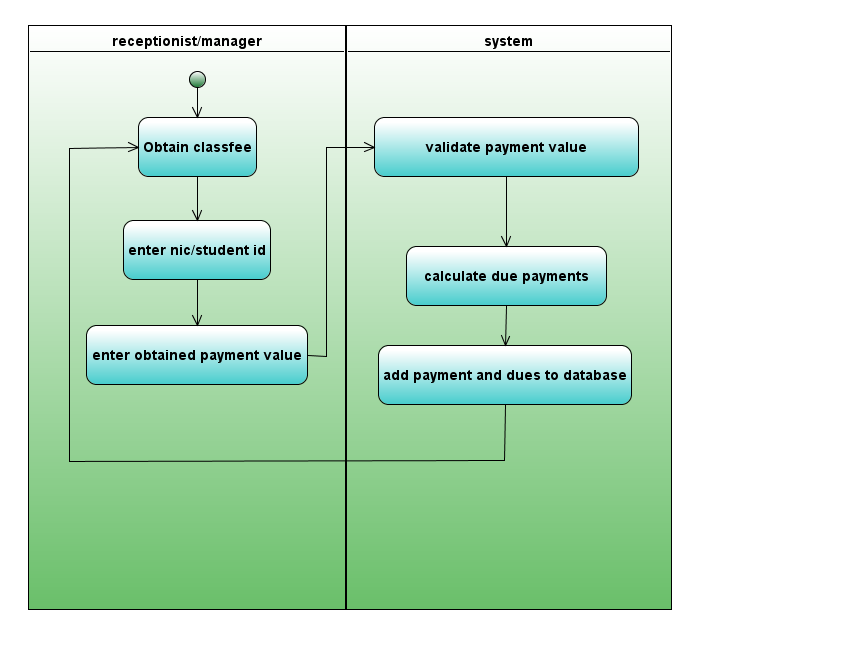 receptionist/manager
system
Obtain classfee
enter nic/student id
enter obtained payment value
validate payment value
calculate due payments
add payment and dues to database